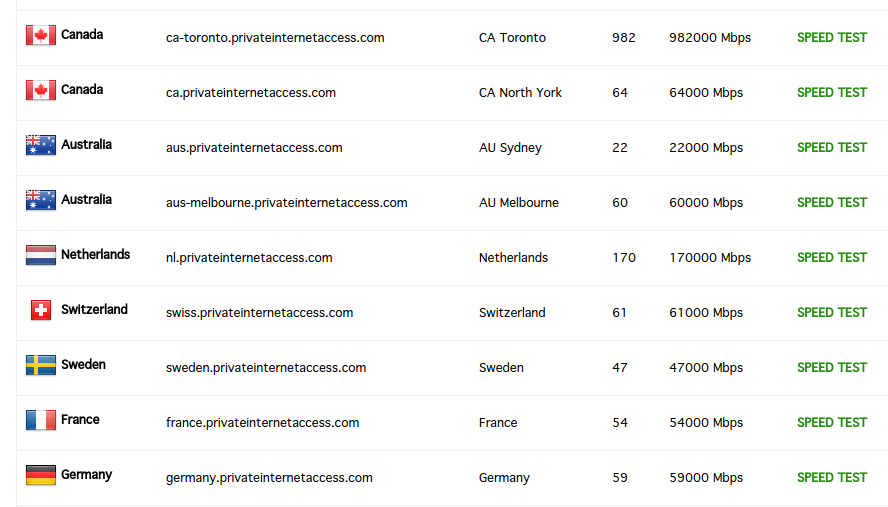 Canada ca-toronto.privateinternetaccess.com CA Toronto 982 982000 Mbps SPEED TEST
Canada ca.privateinternetaccess.com CA North York 64 64000 Mbps SPEED TEST
Australia aus.privateinternetaccess.com AU Sydney 22 22000 Mbps SPEED TEST
Australia aus-melbourne.privateinternetaccess.com AU Melbourne 60 60000 Mbps SPEED TEST
Netherlands nl.privateinternetaccess.com Netherlands 170 170000 Mbps SPEED TEST
Switzerland swiss.privateinternetaccess.com Switzerland 61 61000 Mbps SPEED TEST
Sweden sweden.privateinternetaccess.com Sweden 47 47000 Mbps SPEED TEST
France france.privateinternetaccess.com France 54 54000 Mbps SPEED TEST
Germany germany.privateinternetaccess.com Germany 59 59000 Mbps SPEED TEST